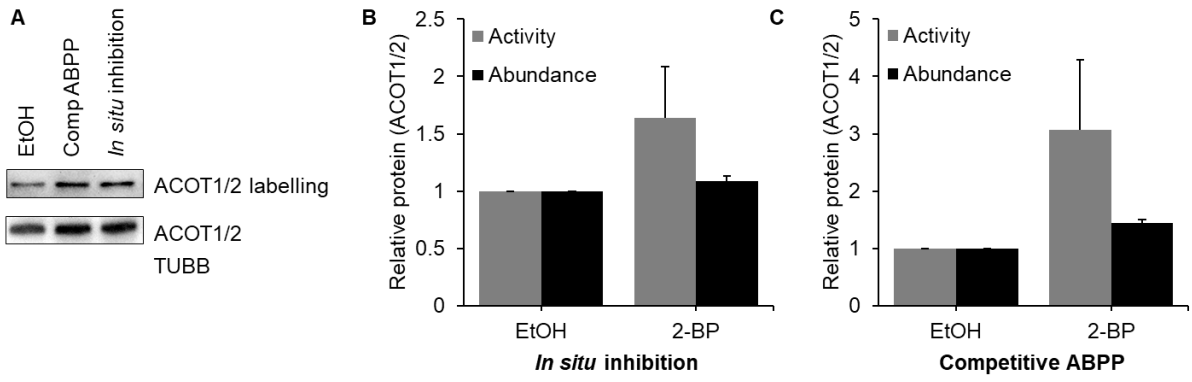 A
EtOH
Comp ABPP
In situ inhibition
ACOT1/2 labelling
ACOT1/2
TUBB
B
Relative protein (ACOT1/2)
2.5
2
1.5
1
0.5
0
Activity
Abundance
EtOH
2-BP
In situ inhibition
C
Relative protein (ACOT1/2)
5
4
3
2
1
0
Activity
Abundance
EtOH
2-BP
Competitive ABPP